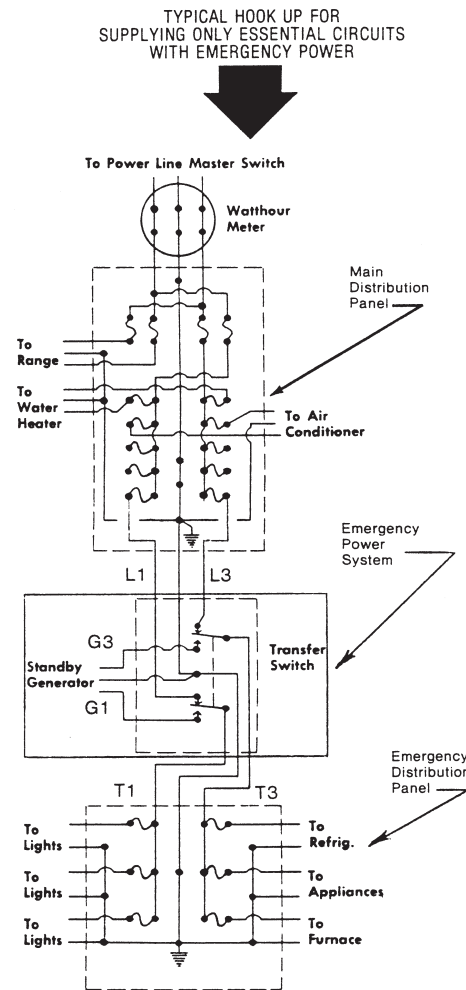 TYPICAL HOOK UP FOR
SUPPLYING ONLY ESSENTIAL CIRCUITS
WITH EMERGENCY POWER
To Power Line Master Switch
Watthour
Meter
Main
Distribution
Panel
To
Range
To
Water
Heater
To Air
Conditioner
Emergency
Power
System
L1
L3
G3
Standby
Generator
G1
Transfer
Switch
Emergency
Distribution
Panel
T1
T3
To
Lights
To
Refrig.
To
Lights
To
Appliances
To
Lights
To
Furnace